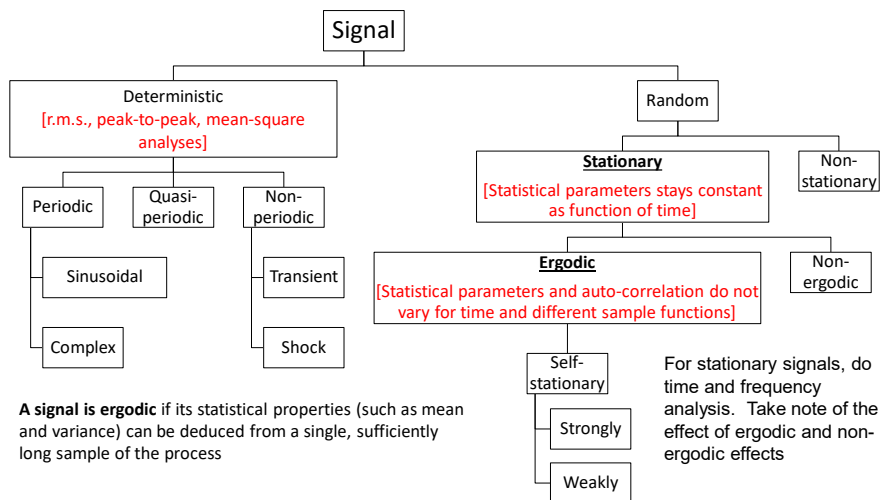 Signal
Deterministic
[r.m.s., peak-to-peak, mean-square
analyses]
Random
Periodic
Quasi-
periodic
Non-
periodic
Sinusoidal
Complex
Transient
Shock
Stationary
[Statistical parameters stays constant
as function of time]
Non-
stationary
Ergodic
[Statistical parameters and auto-correlation do not
vary for time and different sample functions]
Non-
ergodic
Self-
stationary
Strongly
Weakly
For stationary signals, do
time and frequency
analysis. Take note of the
effect of ergodic and non-
ergodic effects
A signal is ergodic if its statistical properties (such as mean
and variance) can be deduced from a single, sufficiently
long sample of the process